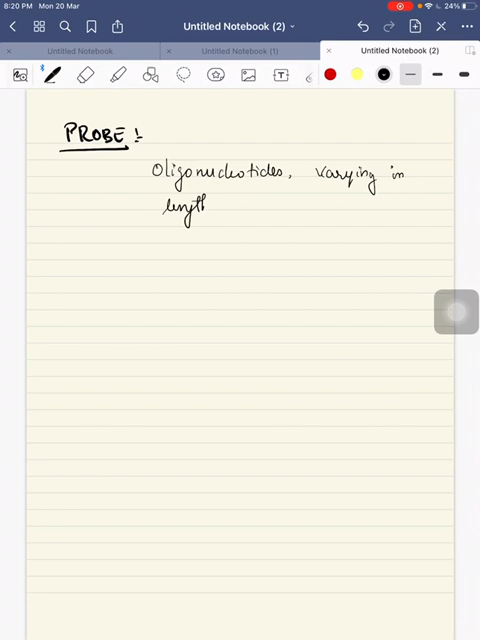 8:20 PM Mon 20 Mar
24%
Untitled Notebook (2)
Untitled Notebook
Untitled Notebook (1)
Untitled Notebook (2)
T
PROBE :-
Oligonucleotides, varying in
length